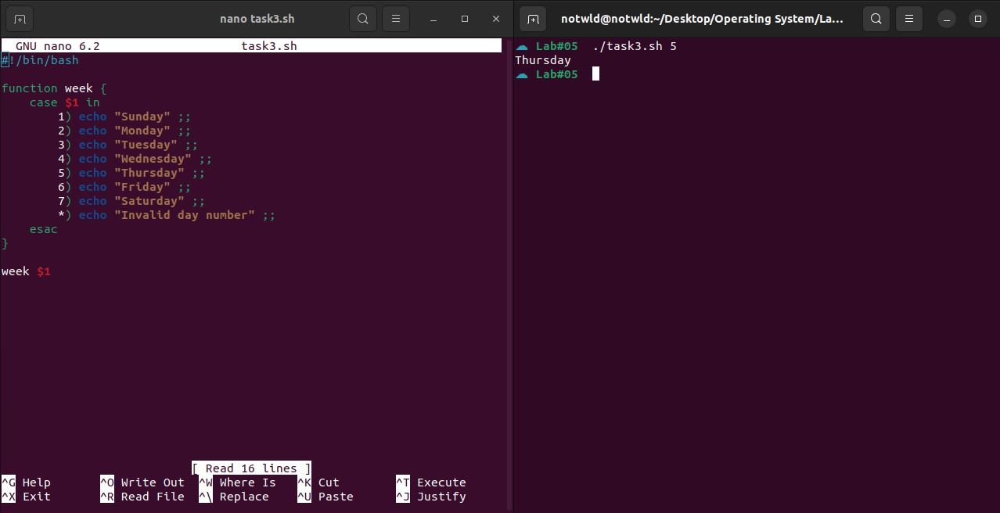 nano task3.sh
GNU nano 6.2 task3.sh
#!/bin/bash

function week {
    case $1 in
        1) echo "Sunday" ;;
        2) echo "Monday" ;;
        3) echo "Tuesday" ;;
        4) echo "Wednesday" ;;
        5) echo "Thursday" ;;
        6) echo "Friday" ;;
        7) echo "Saturday" ;;
        *) echo "Invalid day number" ;;
    esac
}

week $1
[ Read 16 lines ]
^G Help ^O Write Out ^W Where Is ^K Cut ^T Execute
^X Exit ^R Read File ^\ Replace ^U Paste ^J Justify
notwld@notwld:~/Desktop/Operating System/La...
Lab#05 ./task3.sh 5
Thursday
Lab#05